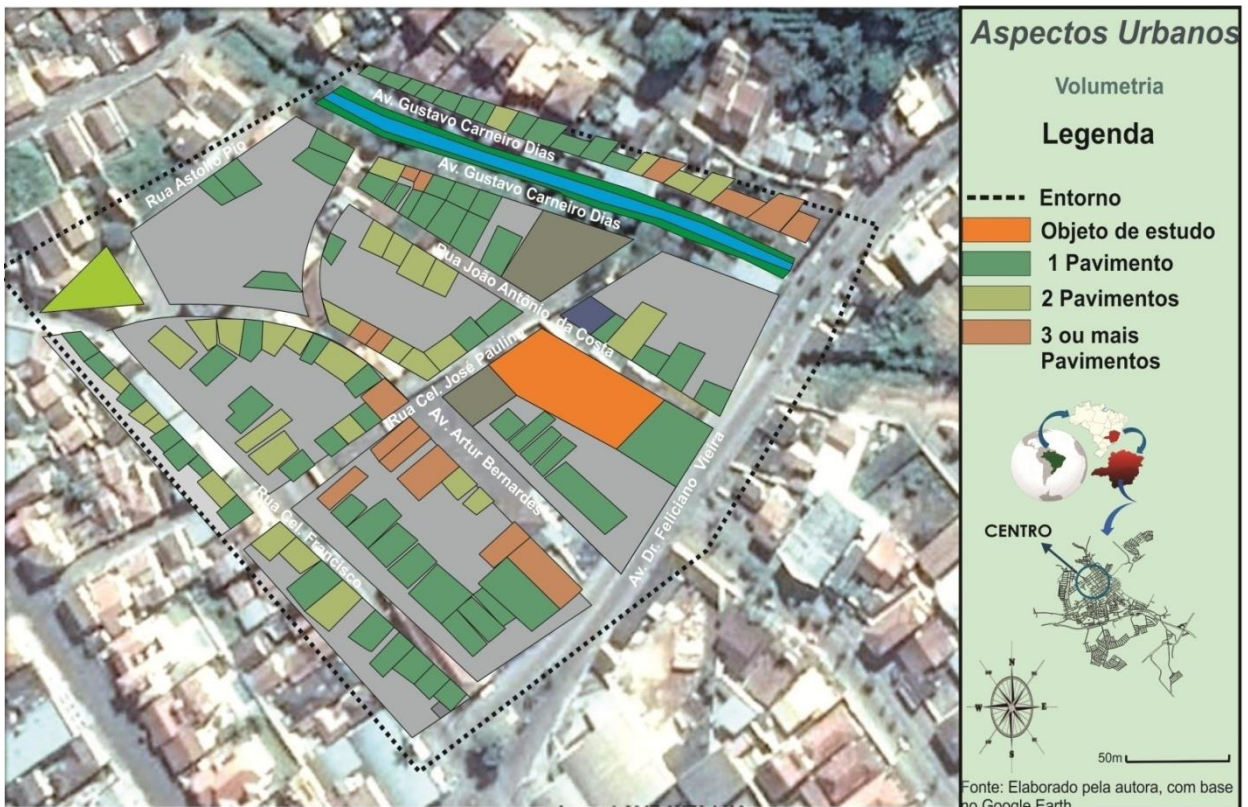 Aspectos Urbanos
Volumetria
Legenda
Entorno
Objeto de estudo
1 Pavimento
2 Pavimentos
3 ou mais
Pavimentos
CENTRO
N
W
E
S
50m
Fonte: Elaborado pela autora, com base
no Google Earth
Av. Gustavo Carneiro Dias
Av. Gustavo Carneiro Dias
Rua Astolfo Pio
Rua João Antônio da Costa
Rua Cel. José Paulin
Av. Artur Bernardes
Av. Dr. Feliciano Vieira
Rua Cel. Francisco